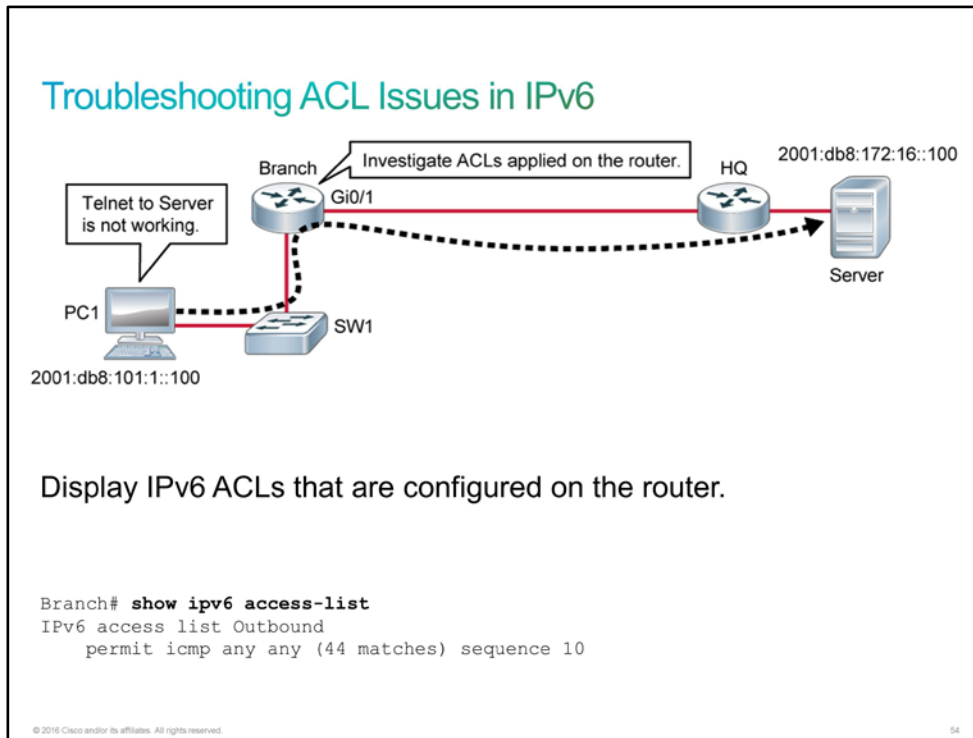 Troubleshooting ACL Issues in IPv6
Branch
Investigate ACLs applied on the router.
HQ
2001:db8:172:16::100
Telnet to Server
is not working.
Gi0/1
Server
PC1
SW1
2001:db8:101:1::100
Display IPv6 ACLs that are configured on the router.
Branch# show ipv6 access-list
IPv6 access list Outbound
    permit icmp any any (44 matches) sequence 10
© 2016 Cisco and/or its affiliates. All rights reserved.
54